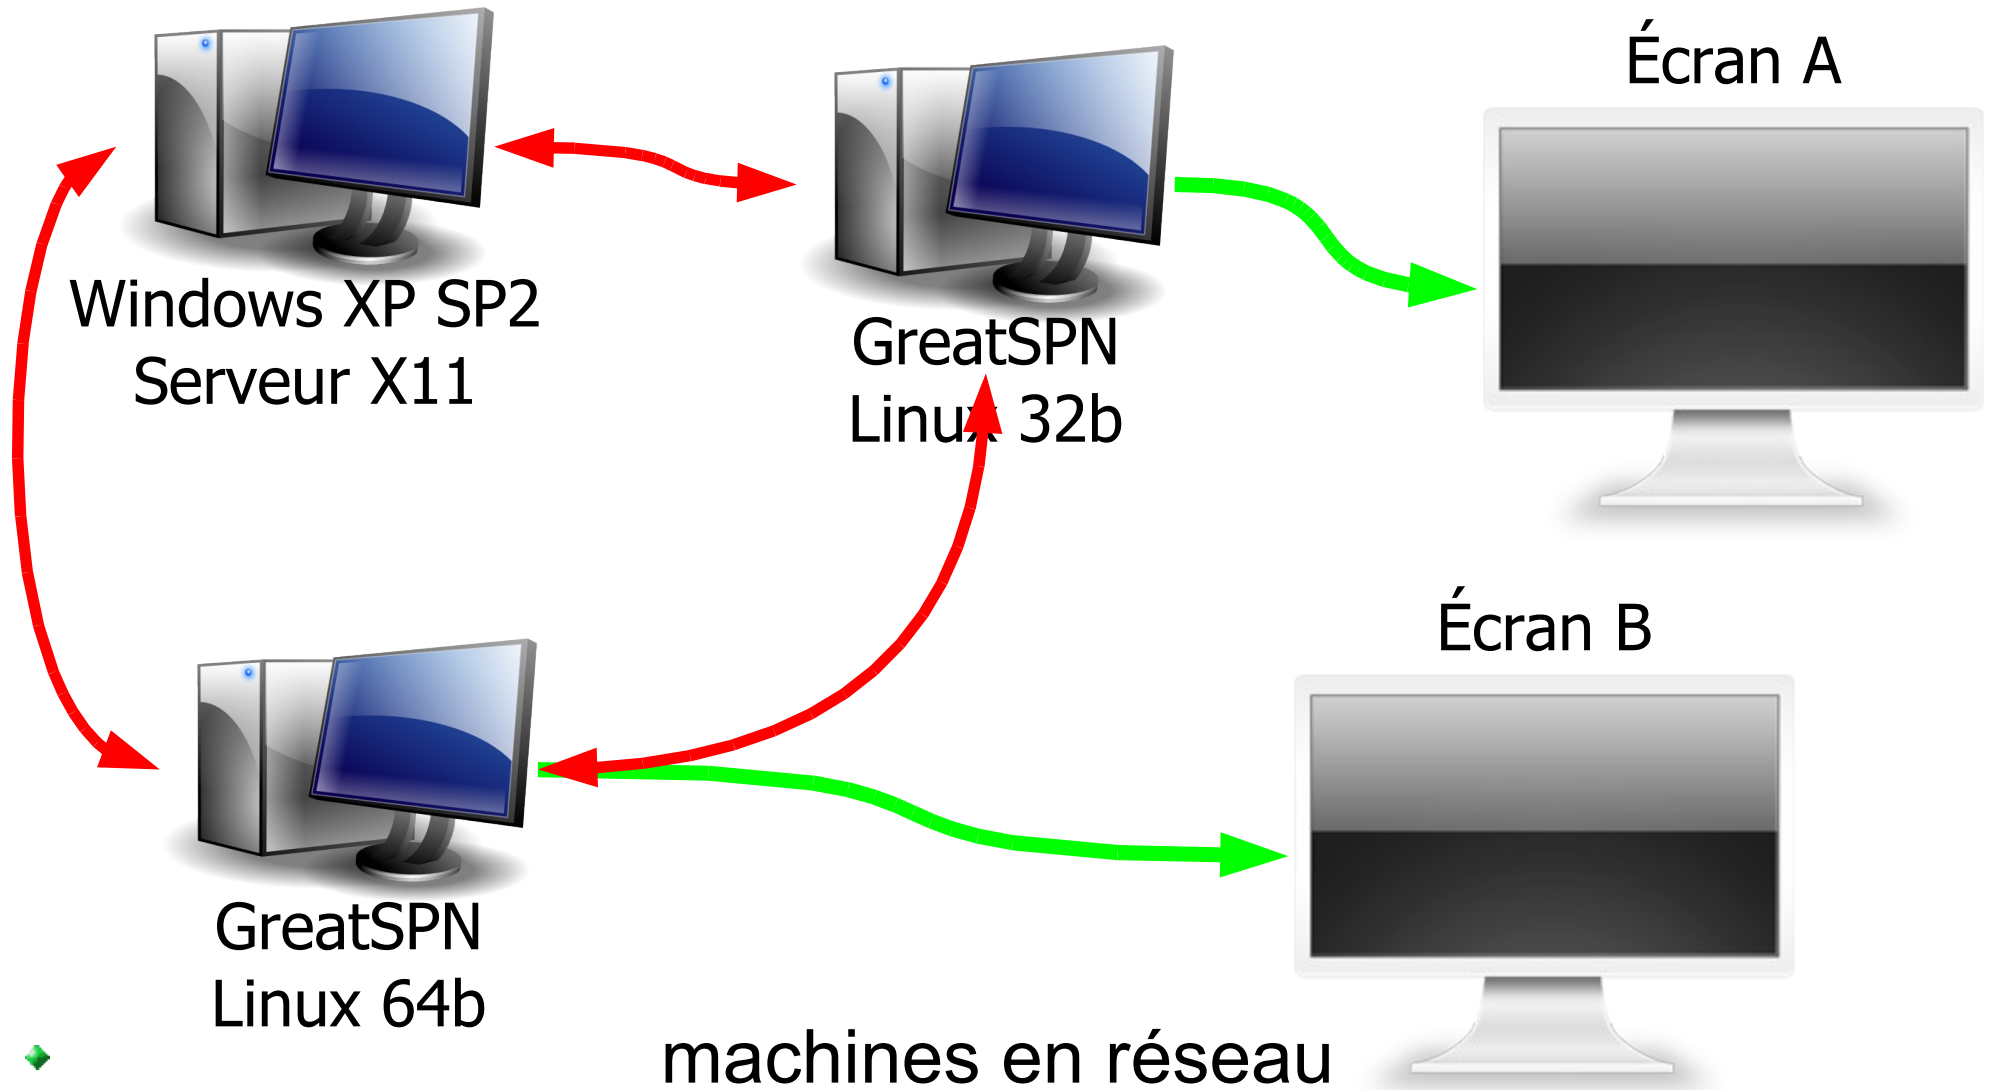 Écran A
Windows XP SP2
Serveur X11
GreatSPN
Linux 32b
Écran B
GreatSPN
Linux 64b
machines en réseau